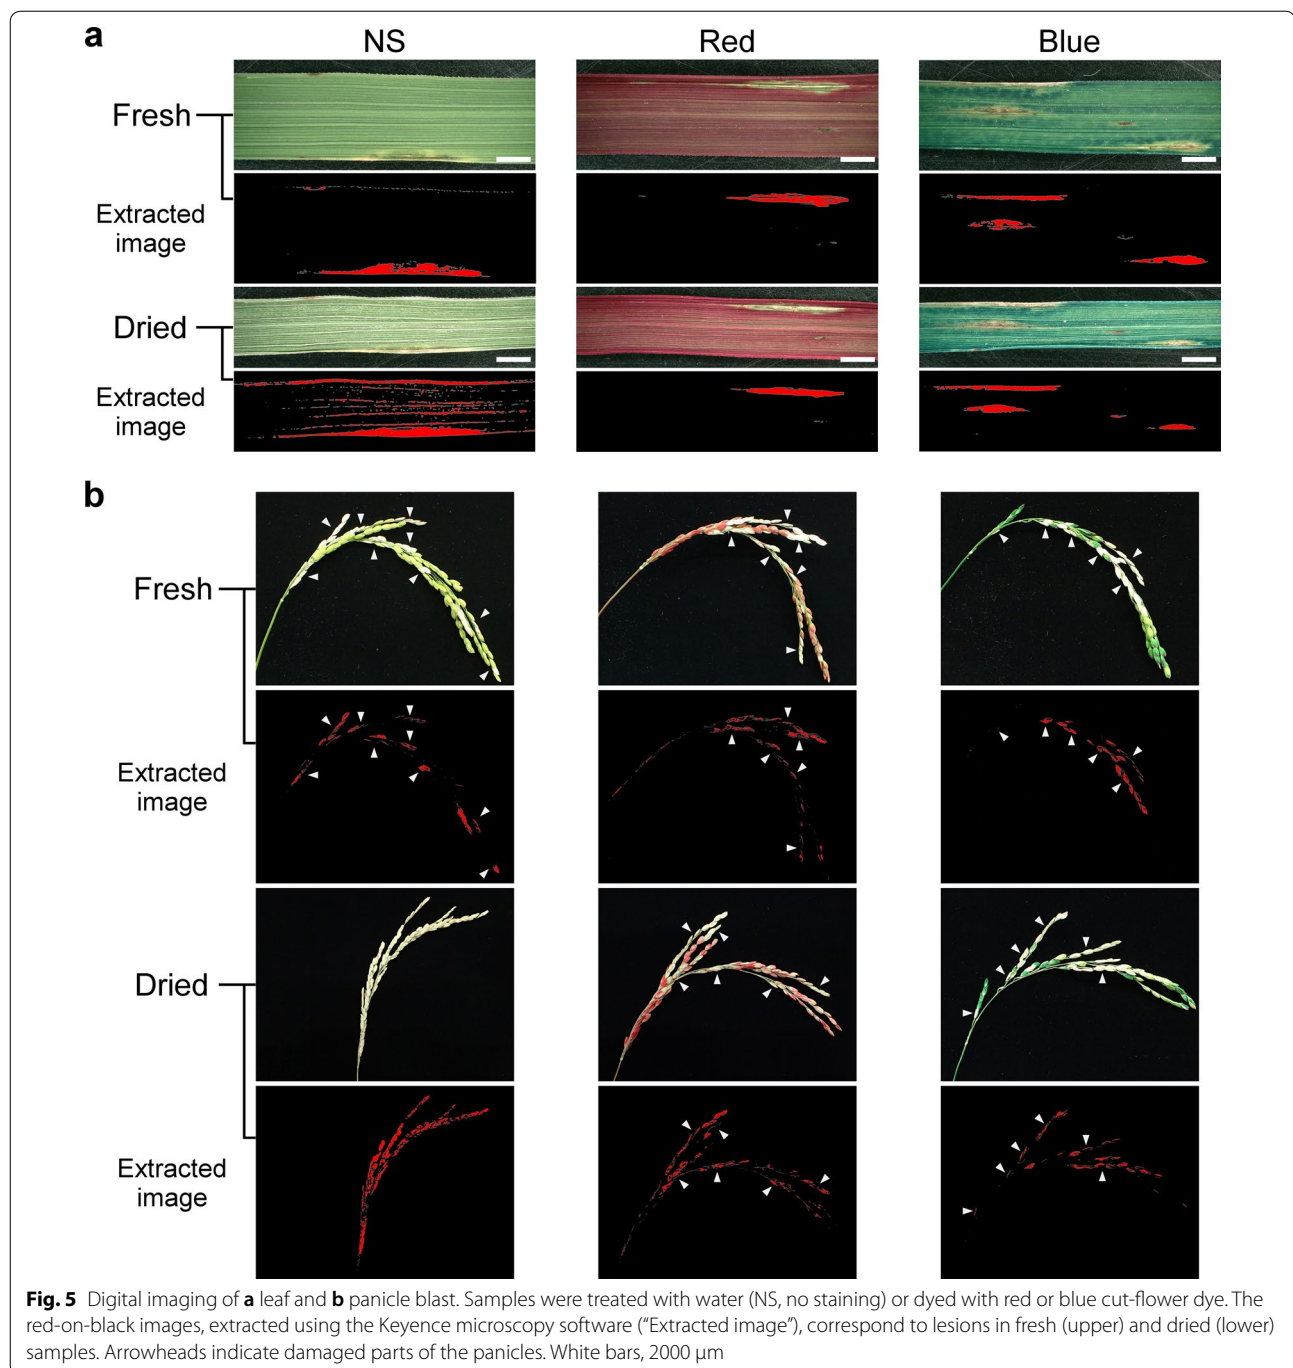 a
NS
Red
Blue
Fresh
Extracted
image
Dried
Extracted
image
b
Fresh
Extracted
image
Dried
Extracted
image
Fig. 5 Digital imaging of a leaf and b panicle blast. Samples were treated with water (NS, no staining) or dyed with red or blue cut-flower dye. The
red-on-black images, extracted using the Keyence microscopy software (“Extracted image”), correspond to lesions in fresh (upper) and dried (lower)
samples. Arrowheads indicate damaged parts of the panicles. White bars, 2000 μm